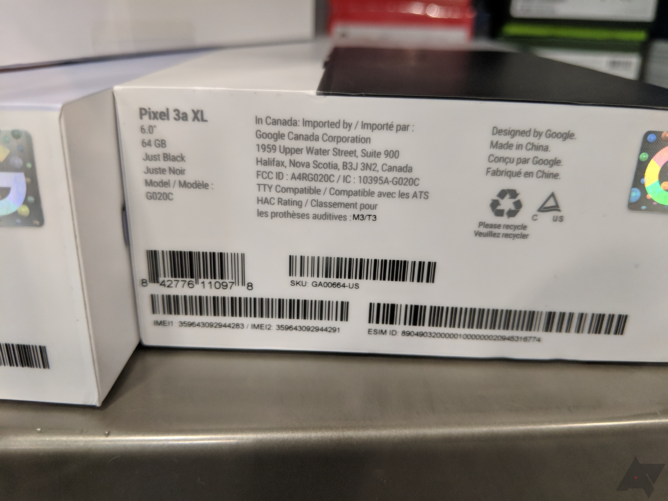 Pixel 3a XL
6.0"
64 GB
Just Black
Juste Noir
Model / Modèle :
G020C
In Canada: Imported by / Importé par :
Google Canada Corporation
1959 Upper Water Street, Suite 900
Halifax, Nova Scotia, B3J 3N2, Canada
FCC ID : A4RG020C / IC : 10395A-G020C
TTY Compatible / Compatible avec les ATS
HAC Rating / Classement pour
les prothèses auditives : M3/T3
Designed by Google.
Made in China.
Conçu par Google.
Fabriqué en Chine.
C US
Please recycle
Veuillez recycler
8 42776 11097 8
SKU: GA00664-US
IMEI1 :359643092944283 / IMEI2: 359643092944291
ESIM ID: